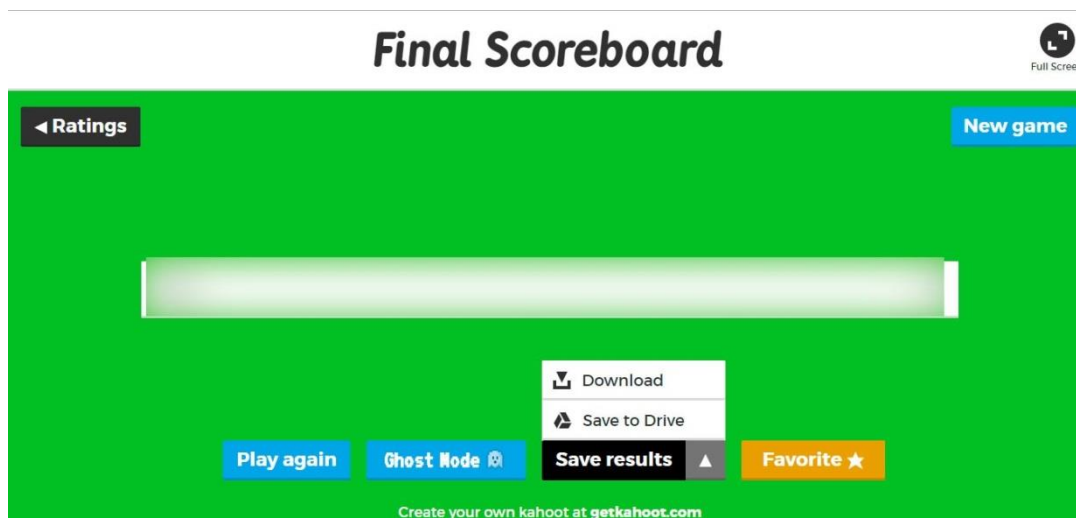 Final Scoreboard
Full Scree
Ratings
New game
Download
Save to Drive
Play again
Ghost Mode
Save results
Favorite
Create your own kahoot at getkahoot.com